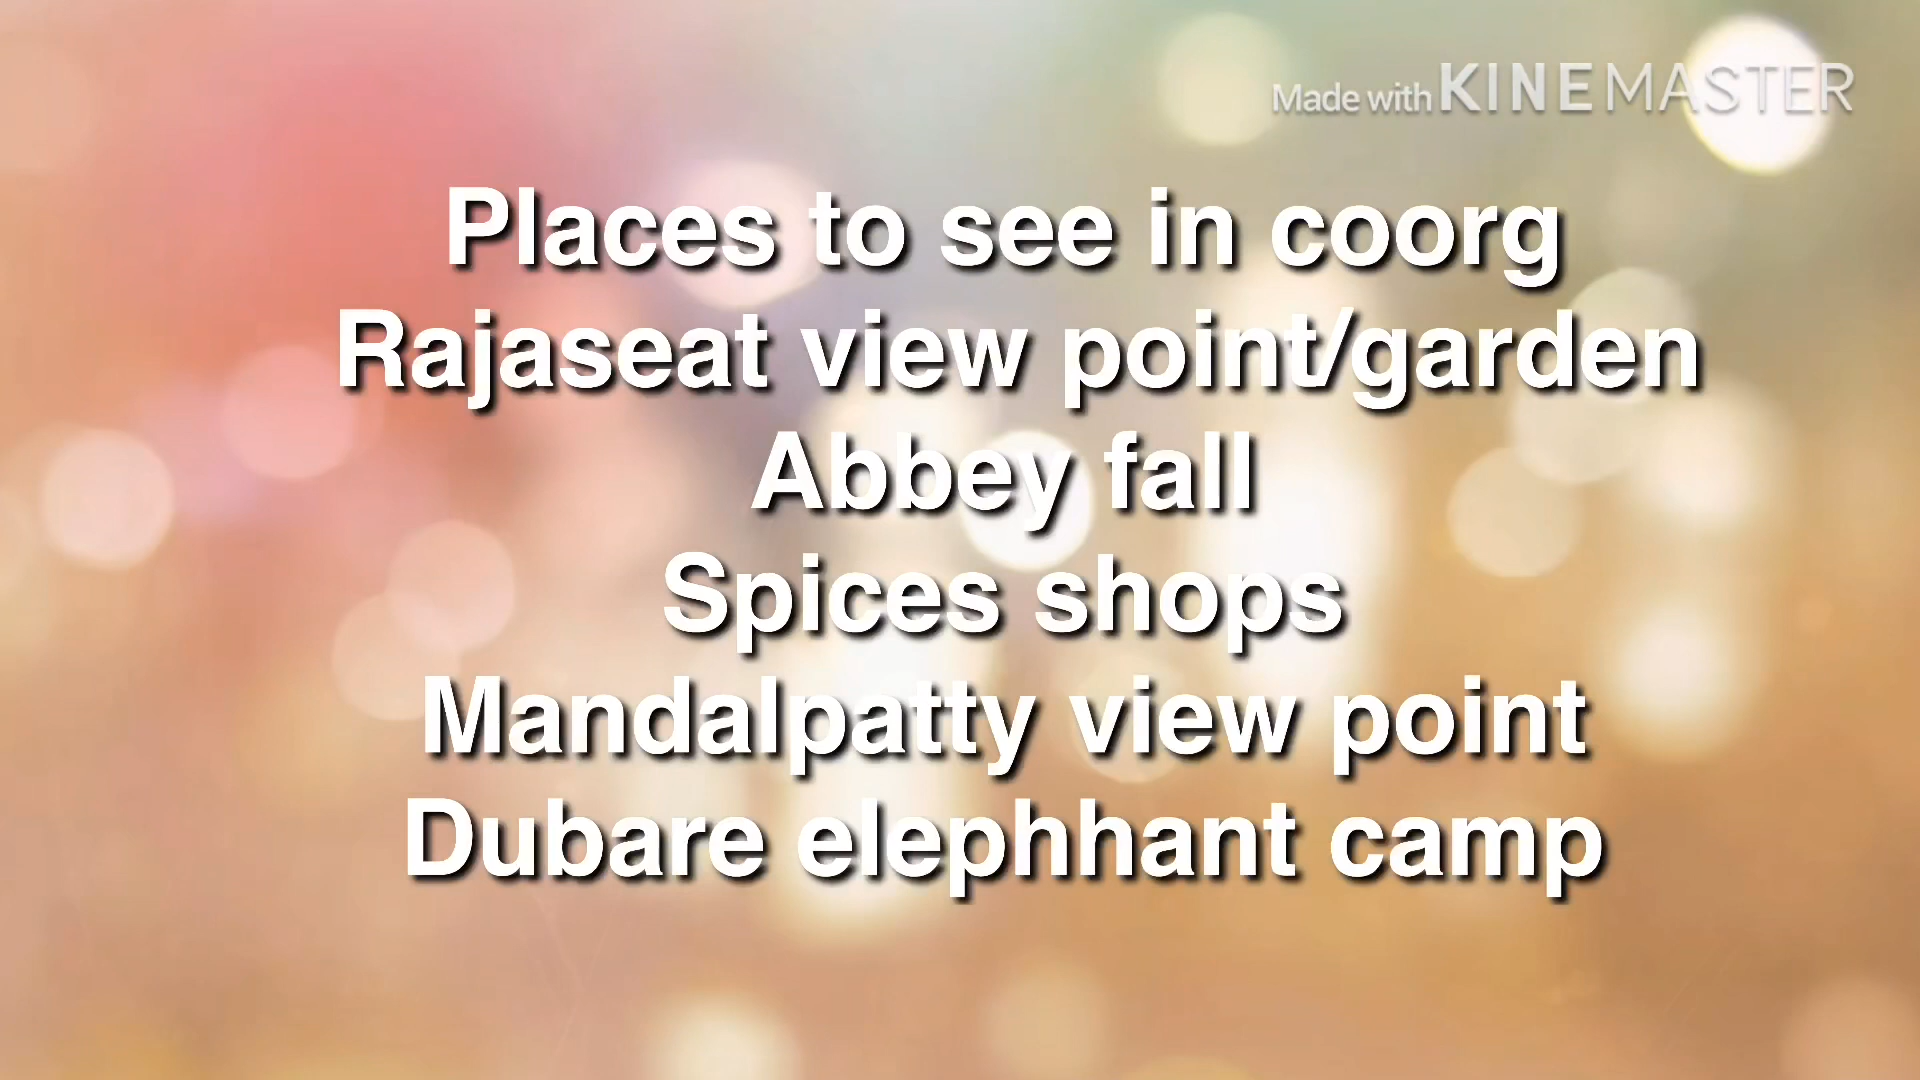 Made with KINEMASTER
Places to see in coorg
Rajaseat view point/garden
Abbey fall
Spices shops
Mandalpatty view point
Dubare elephhant camp